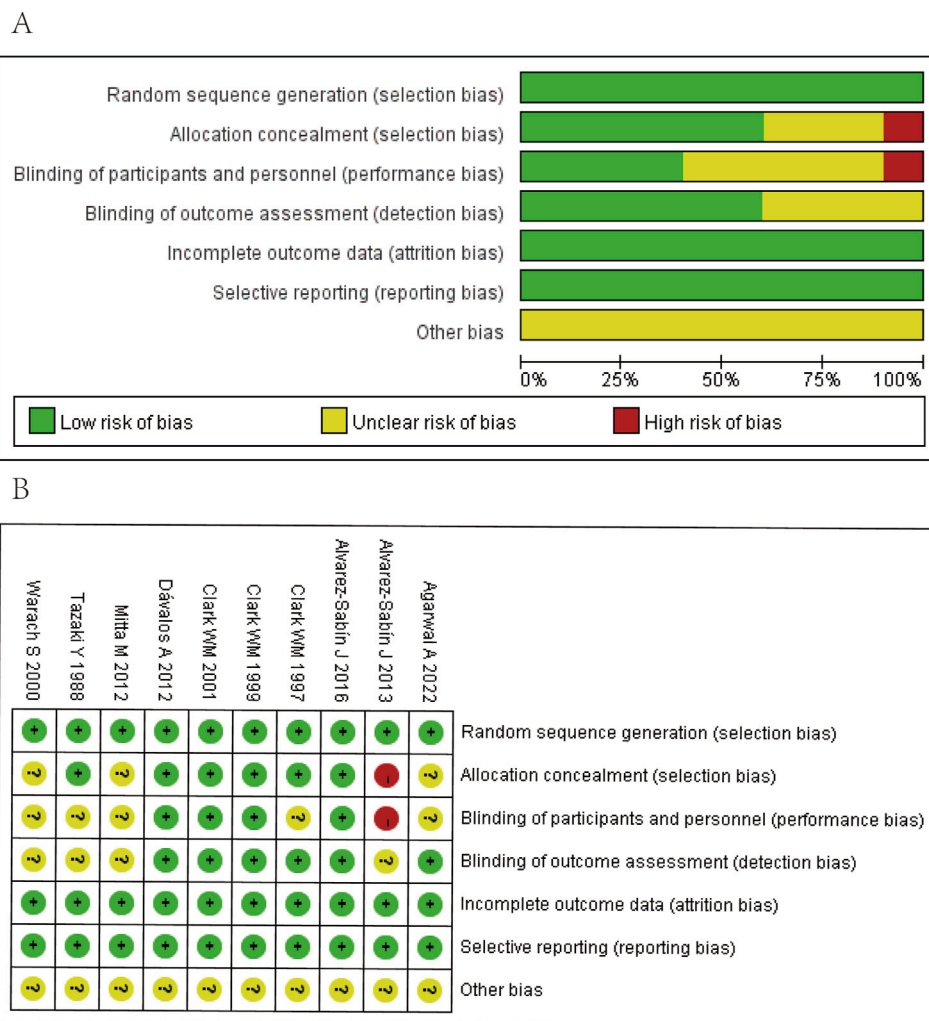 A
Random sequence generation (selection bias)
Allocation concealment (selection bias)
Blinding of participants and personnel (performance bias)
Blinding of outcome assessment (detection bias)
Incomplete outcome data (attrition bias)
Selective reporting (reporting bias)
Other bias
0% 25% 50% 75% 100%
Low risk of bias Unclear risk of bias High risk of bias
B
Warach S 2000
Tazaki Y 1988
Mitta M 2012
Dávalos A 2012
Clark WM 2001
Clark WM 1999
Clark WM 1997
Alvarez-Sabín J 2016
Alvarez-Sabín J 2013
Agarwal A 2022
+ + + + + + + + + + Random sequence generation (selection bias)
? + ? + + + + + - ? Allocation concealment (selection bias)
? ? ? + + + ? + - ? Blinding of participants and personnel (performance bias)
? ? ? + + + + + ? + Blinding of outcome assessment (detection bias)
+ + + + + + + + + + Incomplete outcome data (attrition bias)
+ + + + + + + + + + Selective reporting (reporting bias)
? ? ? ? ? ? ? ? ? ? Other bias